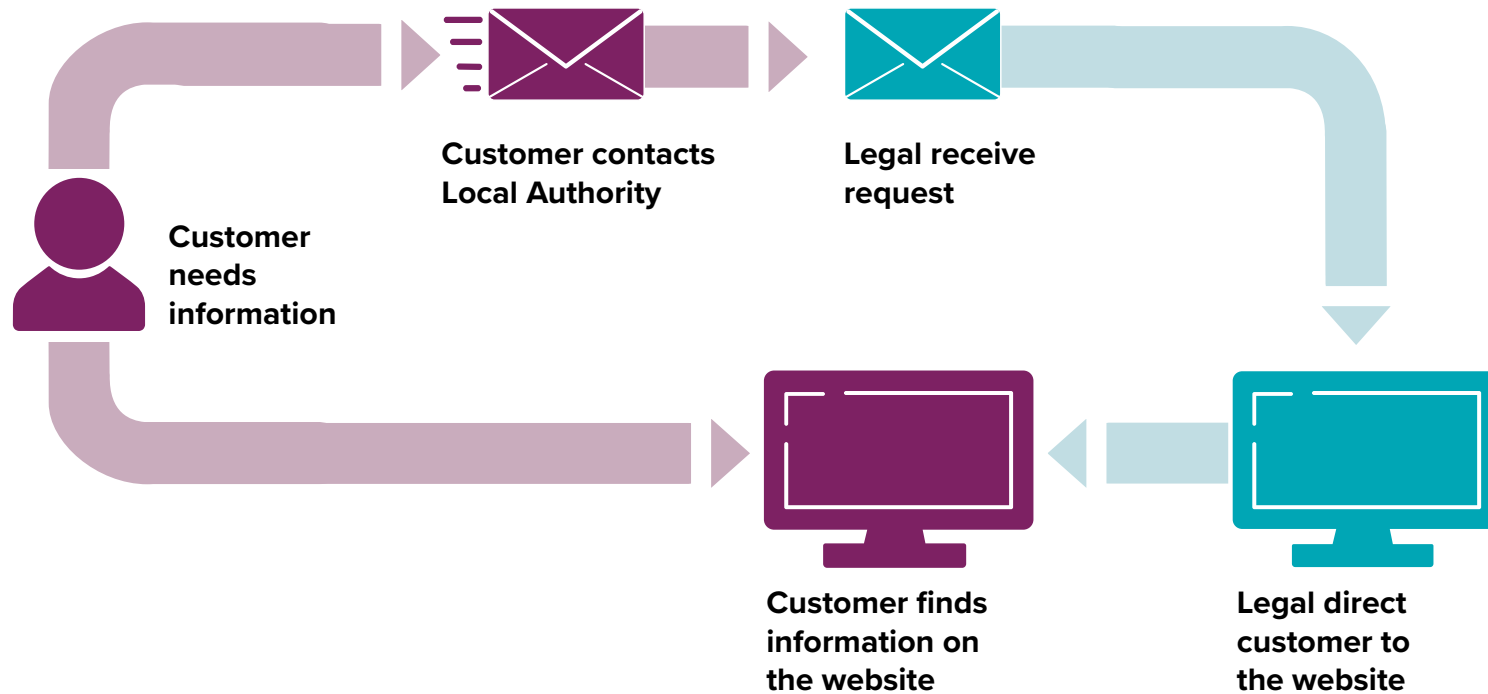 Customer contacts
Local Authority
Legal receive
request
Customer
needs
information
Customer finds
information on
the website
Legal direct
customer to
the website